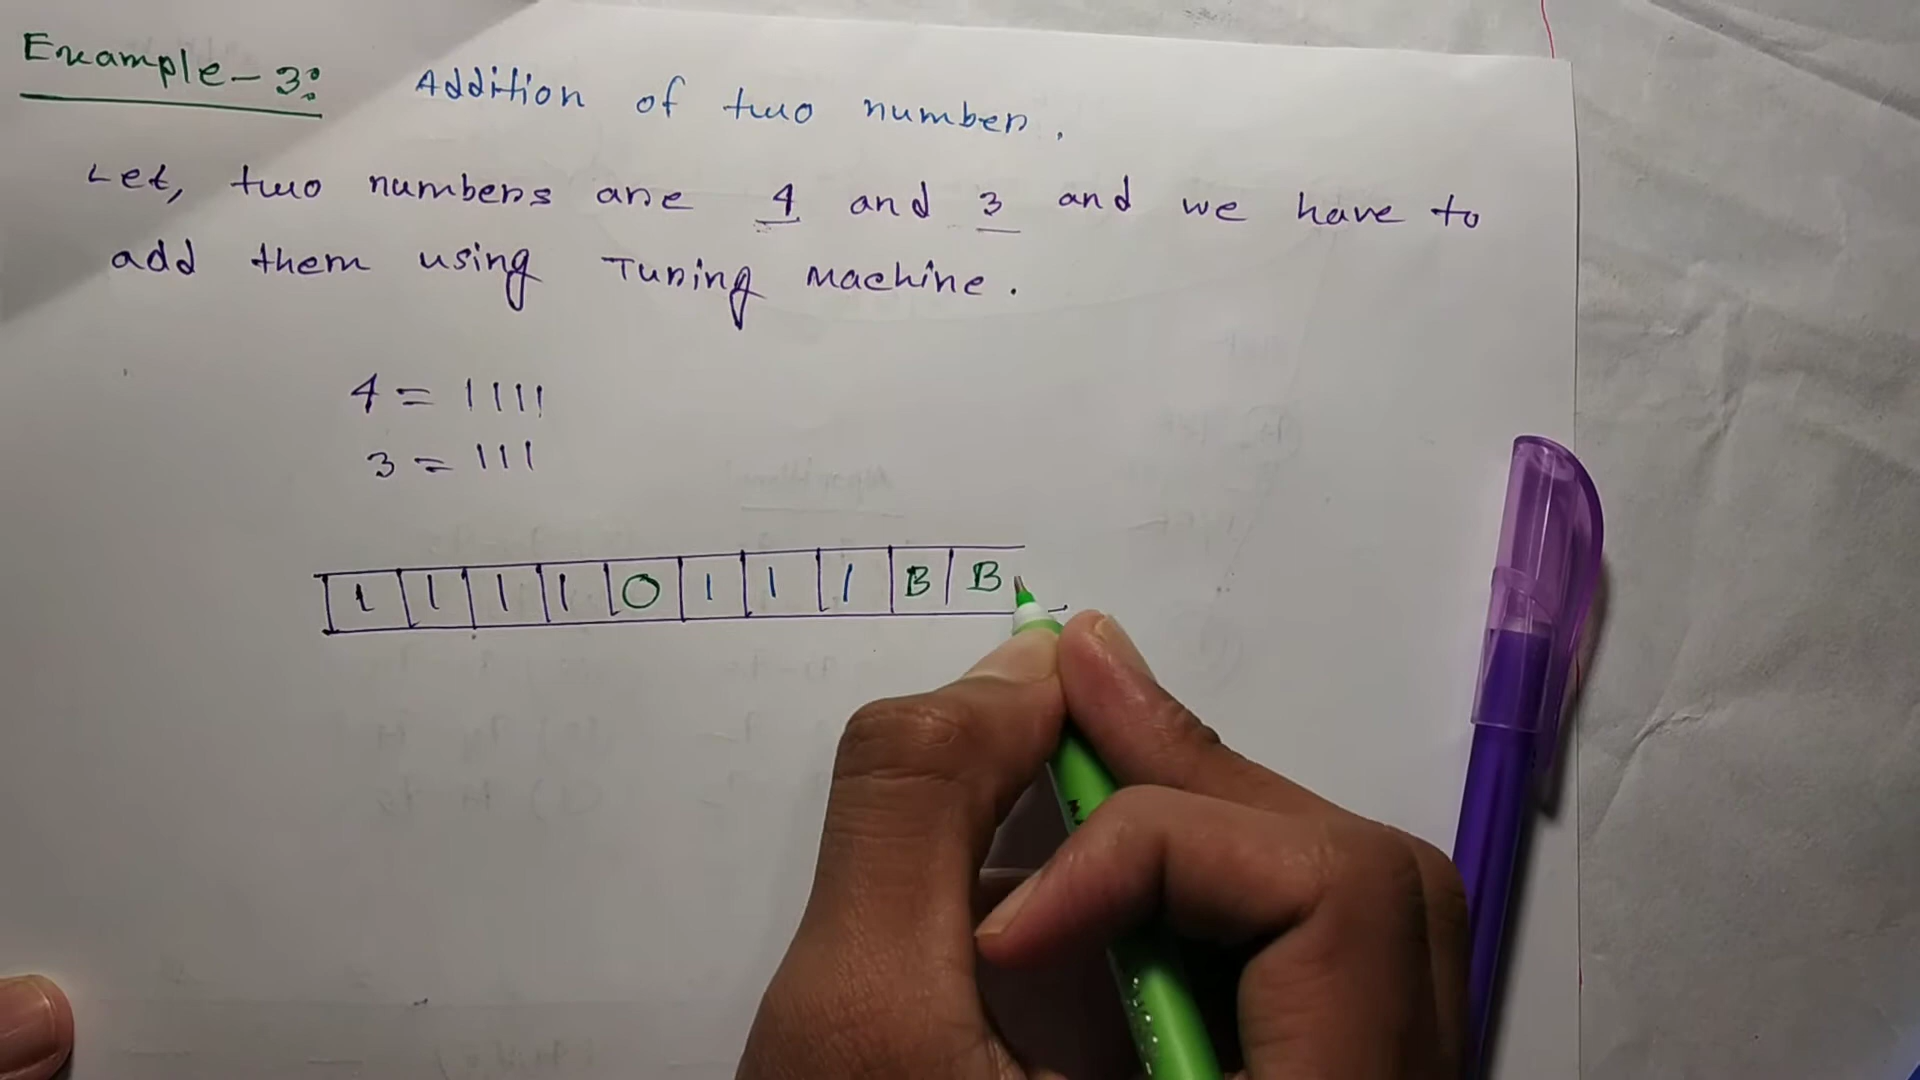 Example-3:
Addition of two number.
Let, two numbers are 4 and 3 and we have to
add them using Turing Machine.
4 = 1111
3 = 111
1 1 1 1 0 1 1 1 B B